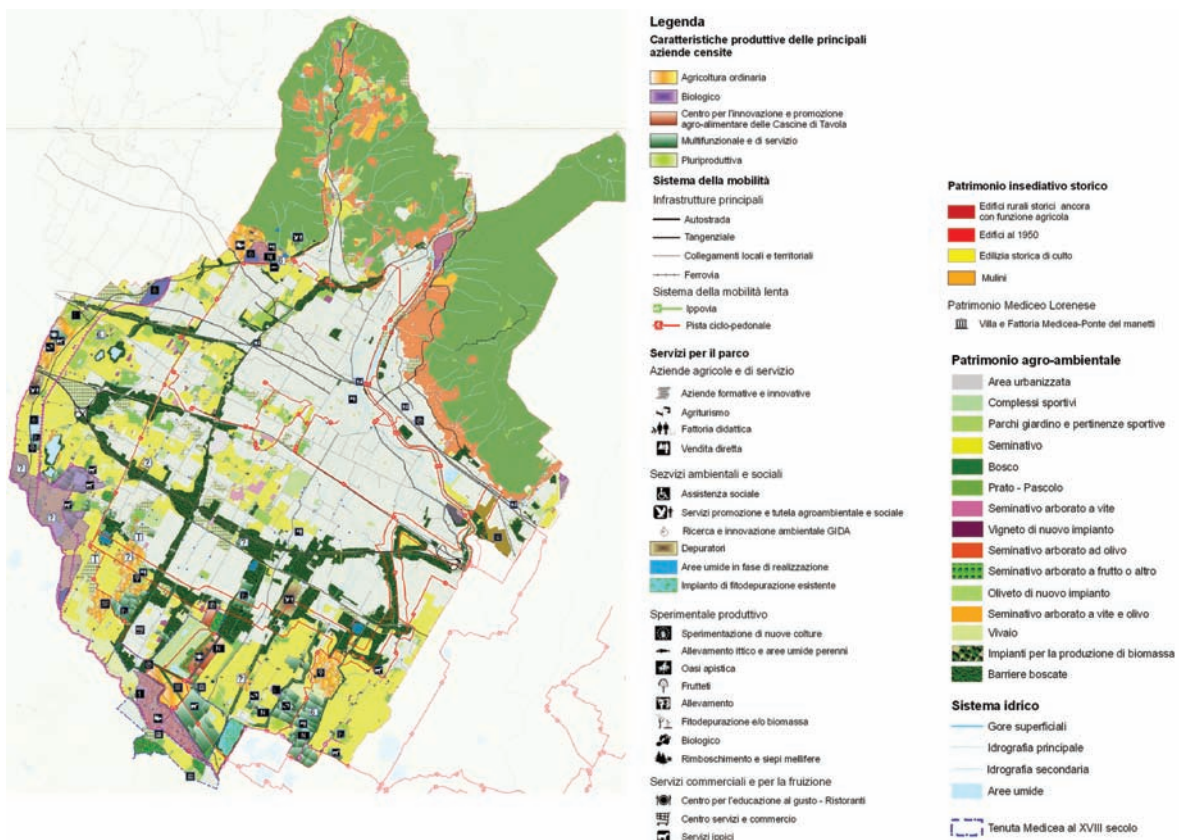 Legenda
Caratteristiche produttive delle principali
aziende censite
Agricoltura ordinaria
Biologico
Centro per l'innovazione e promozione
agro-alimentare delle Cascine di Tavola
Multifunzionale e di servizio
Pluriproduttiva
Sistema della mobilità
Infrastrutture principali
Autostrada
Tangenziale
Collegamenti locali e territoriali
Ferrovia
Sistema della mobilità lenta
Ippovia
Pista ciclo-pedonale
Servizi per il parco
Aziende agricole e di servizio
Aziende formative e innovative
Agriturismo
Fattoria didattica
Vendita diretta
Sezvizi ambientali e sociali
Assistenza sociale
Servizi promozione e tutela agroambientale e sociale
Ricerca e innovazione ambientale GIDA
Depuratori
Aree umide in fase di realizzazione
Impianto di fitodepurazione esistente
Sperimentale produttivo
Sperimentazione di nuove colture
Allevamento ittico e aree umide perenni
Oasi apistica
Frutteti
Allevamento
Fitodepurazione e/o biomassa
Biologico
Rimboschimento e siepi mellifere
Servizi commerciali e per la fruizione
Centro per l'educazione al gusto - Ristoranti
Centro servizi e commercio
Servizi ippici
Patrimonio insediativo storico
Edifici rurali storici ancora
con funzione agricola
Edifici al 1950
Edilizia storica di culto
Mulini
Patrimonio Mediceo Lorenese
Villa e Fattoria Medicea-Ponte del manetti
Patrimonio agro-ambientale
Area urbanizzata
Complessi sportivi
Parchi giardino e pertinenze sportive
Seminativo
Bosco
Prato - Pascolo
Seminativo arborato a vite
Vigneto di nuovo impianto
Seminativo arborato ad olivo
Seminativo arborato a frutto o altro
Oliveto di nuovo impianto
Seminativo arborato a vite e olivo
Vivaio
Impianti per la produzione di biomassa
Barriere boscate
Sistema idrico
Gore superficiali
Idrografia principale
Idrografia secondaria
Aree umide
Tenuta Medicea al XVIII secolo